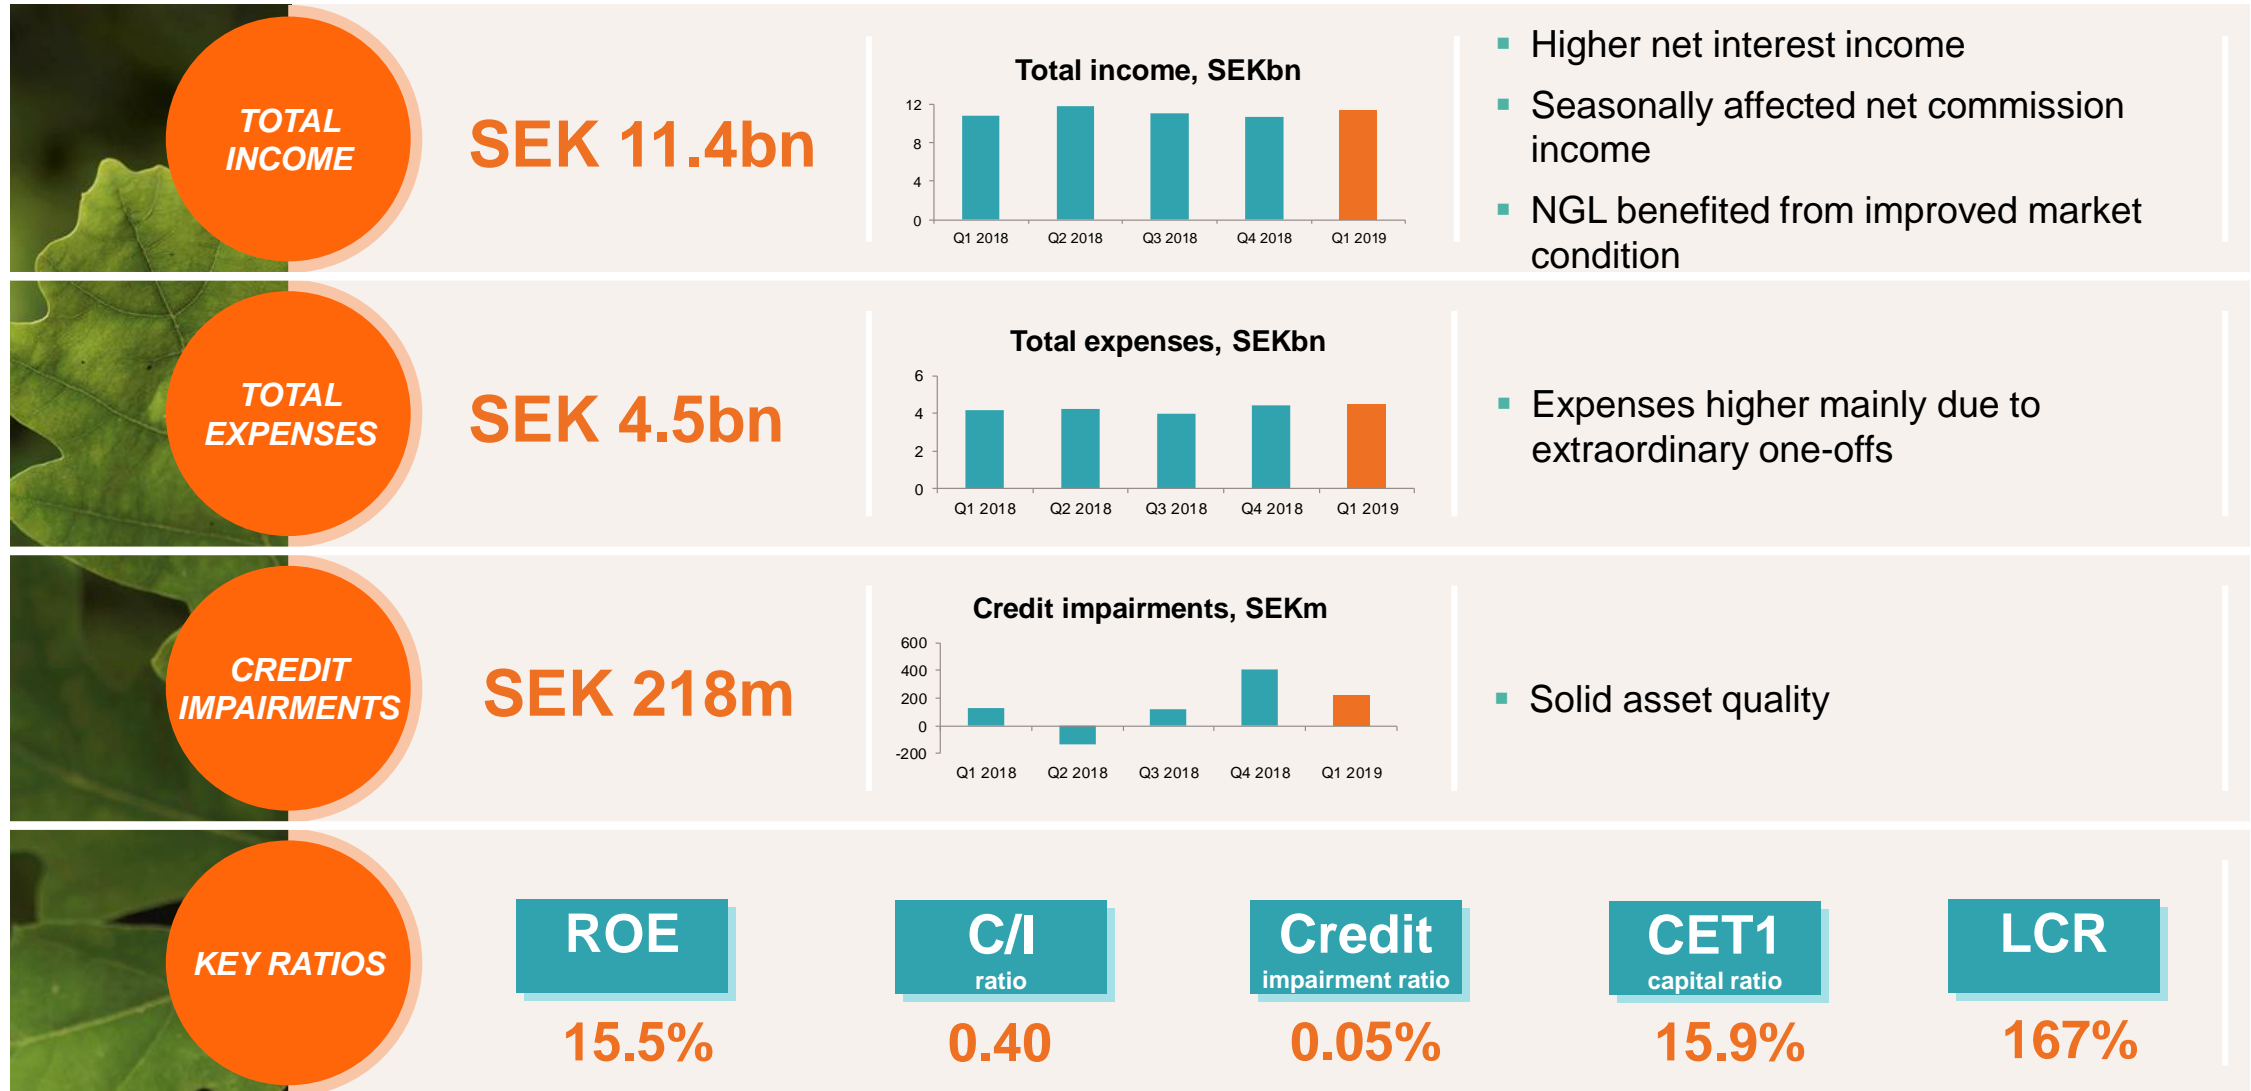 TOTAL
INCOME
SEK 11.4bn
Total income, SEKbn
12
8
4
0
Q1 2018 Q2 2018 Q3 2018 Q4 2018 Q1 2019
Higher net interest income
Seasonally affected net commission
income
NGL benefited from improved market
condition
TOTAL
EXPENSES
SEK 4.5bn
Total expenses, SEKbn
6
4
2
0
Q1 2018 Q2 2018 Q3 2018 Q4 2018 Q1 2019
Expenses higher mainly due to
extraordinary one-offs
CREDIT
IMPAIRMENTS
SEK 218m
Credit impairments, SEKm
600
400
200
0
-200
Q1 2018 Q2 2018 Q3 2018 Q4 2018 Q1 2019
Solid asset quality
KEY RATIOS
ROE
15.5%
C/I
ratio
0.40
Credit
impairment ratio
0.05%
CET1
capital ratio
15.9%
LCR
167%